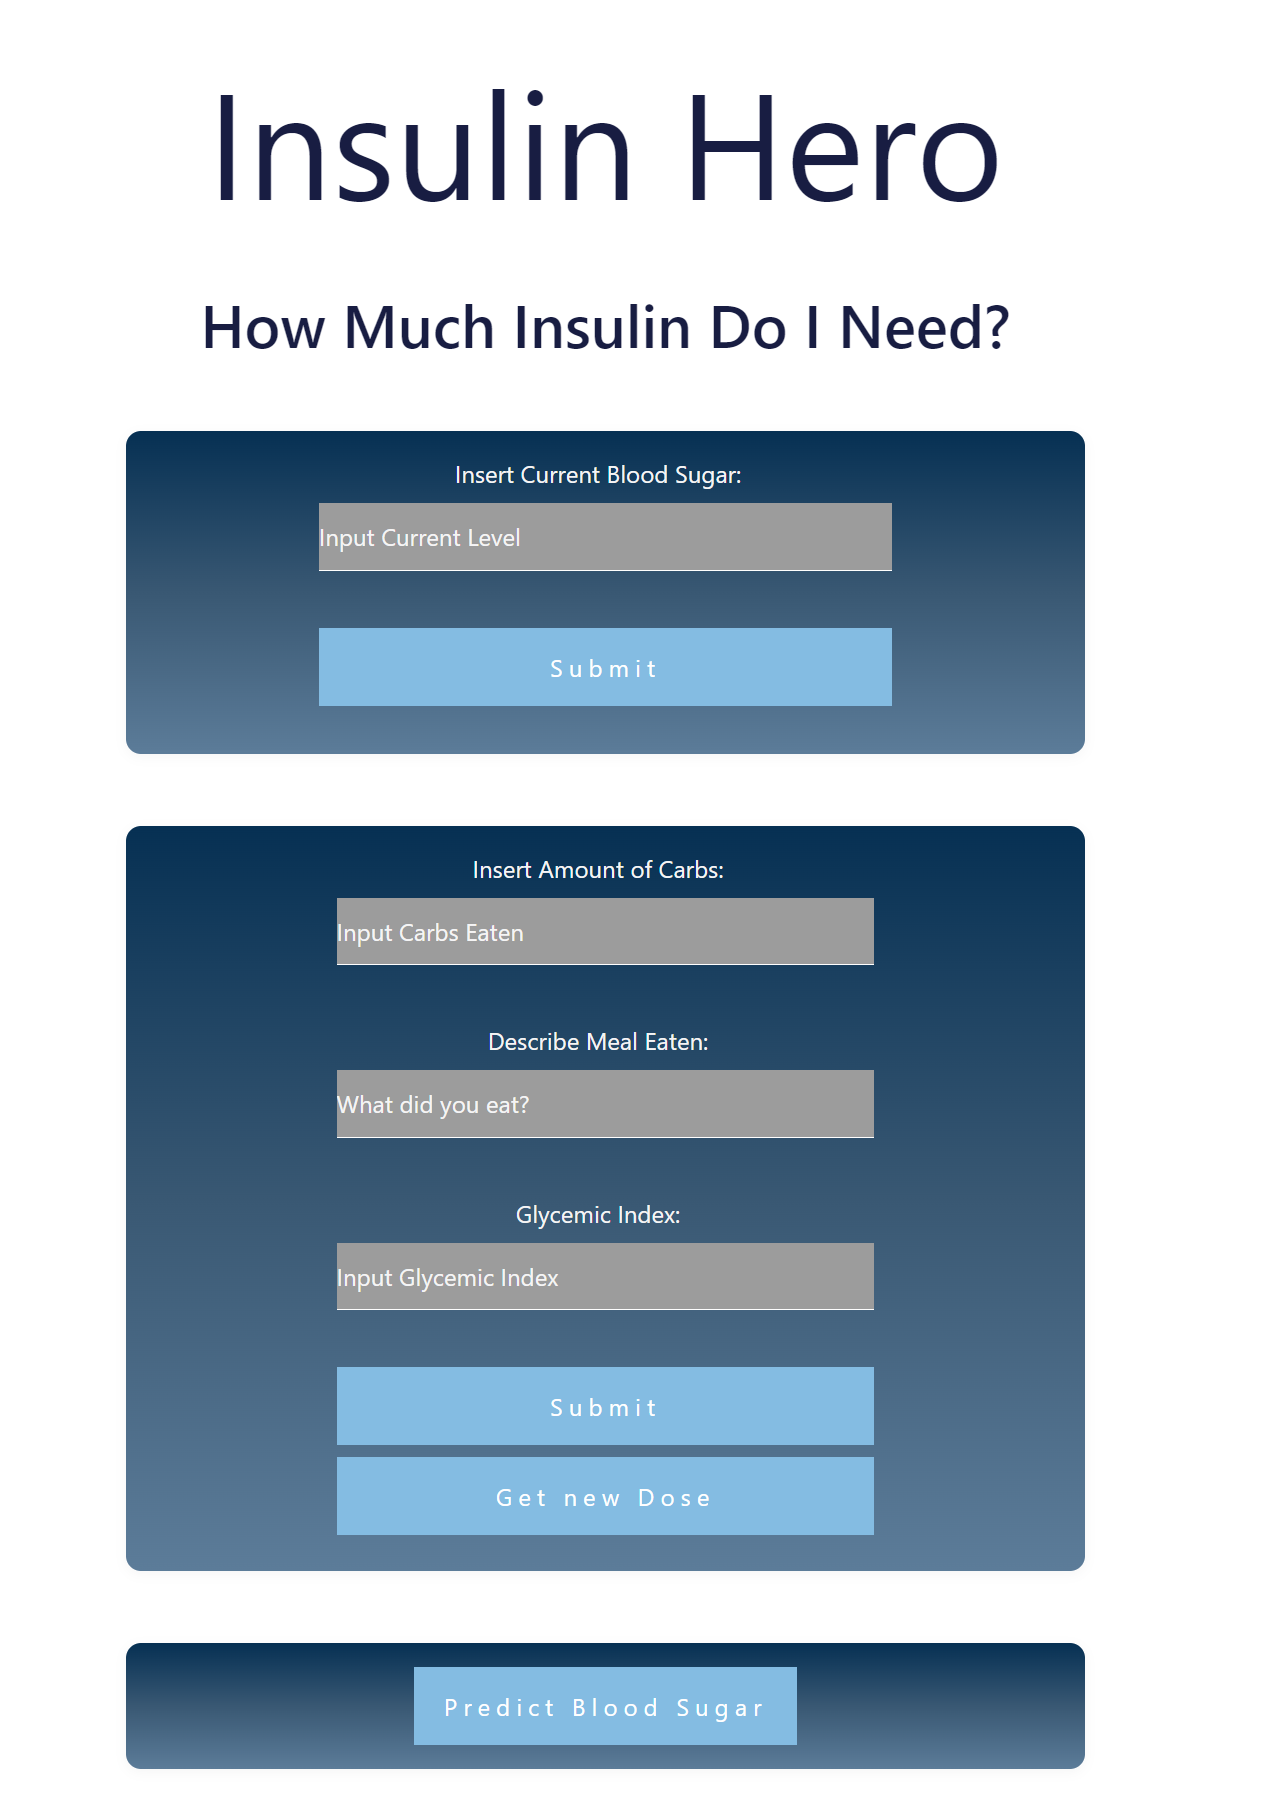 Insulin Hero
How Much Insulin Do I Need?
Insert Current Blood Sugar:
Input Current Level
Submit
Insert Amount of Carbs:
Input Carbs Eaten
Describe Meal Eaten:
What did you eat?
Glycemic Index:
Input Glycemic Index
Submit
Get new Dose
Predict Blood Sugar